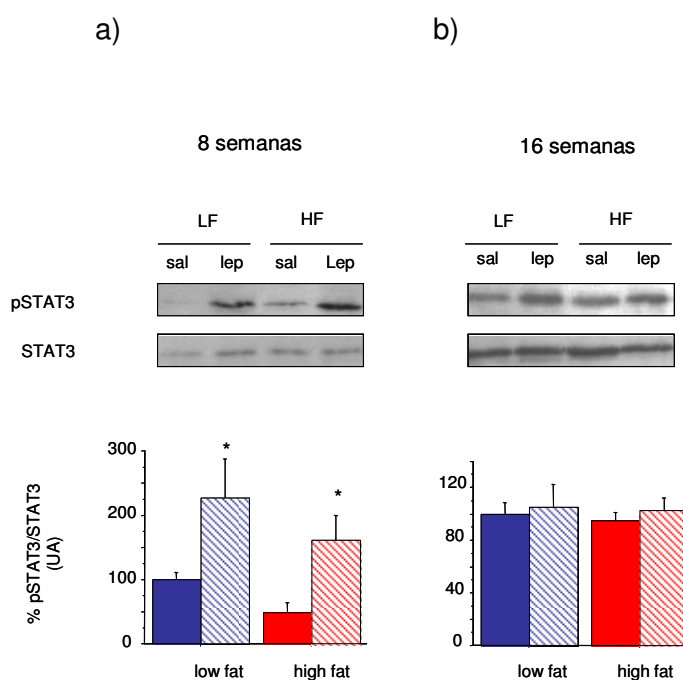 a)
b)
8 semanas
16 semanas
LF HF
LF HF
sal lep sal Lep
sal lep sal lep
pSTAT3
STAT3
300
200
100
0
% pSTAT3/STAT3
(UA)
* *
low fat high fat
120
80
40
0
low fat high fat